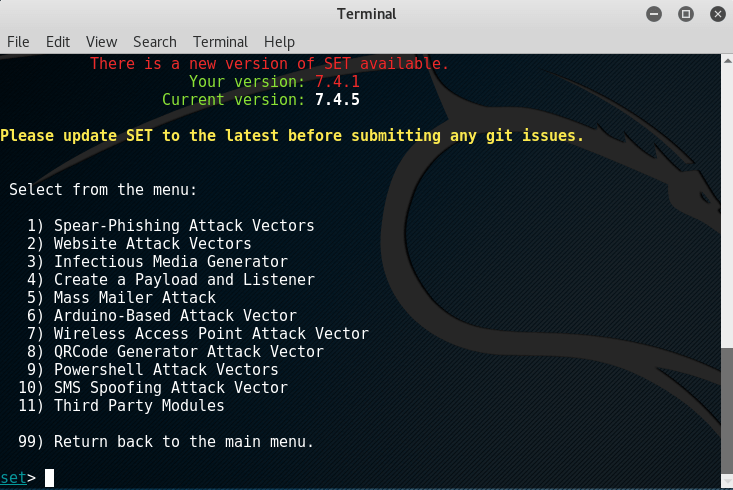 Terminal
File Edit View Search Terminal Help
There is a new version of SET available.
Your version: 7.4.1
Current version: 7.4.5
Please update SET to the latest before submitting any git issues.
Select from the menu:
1) Spear-Phishing Attack Vectors
2) Website Attack Vectors
3) Infectious Media Generator
4) Create a Payload and Listener
5) Mass Mailer Attack
6) Arduino-Based Attack Vector
7) Wireless Access Point Attack Vector
8) QRCode Generator Attack Vector
9) Powershell Attack Vectors
10) SMS Spoofing Attack Vector
11) Third Party Modules
99) Return back to the main menu.
set>